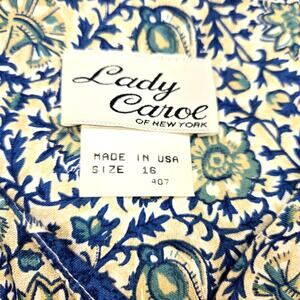 Lady
Carol
OF NEW YORK
MADE IN USA
SIZE 16
407